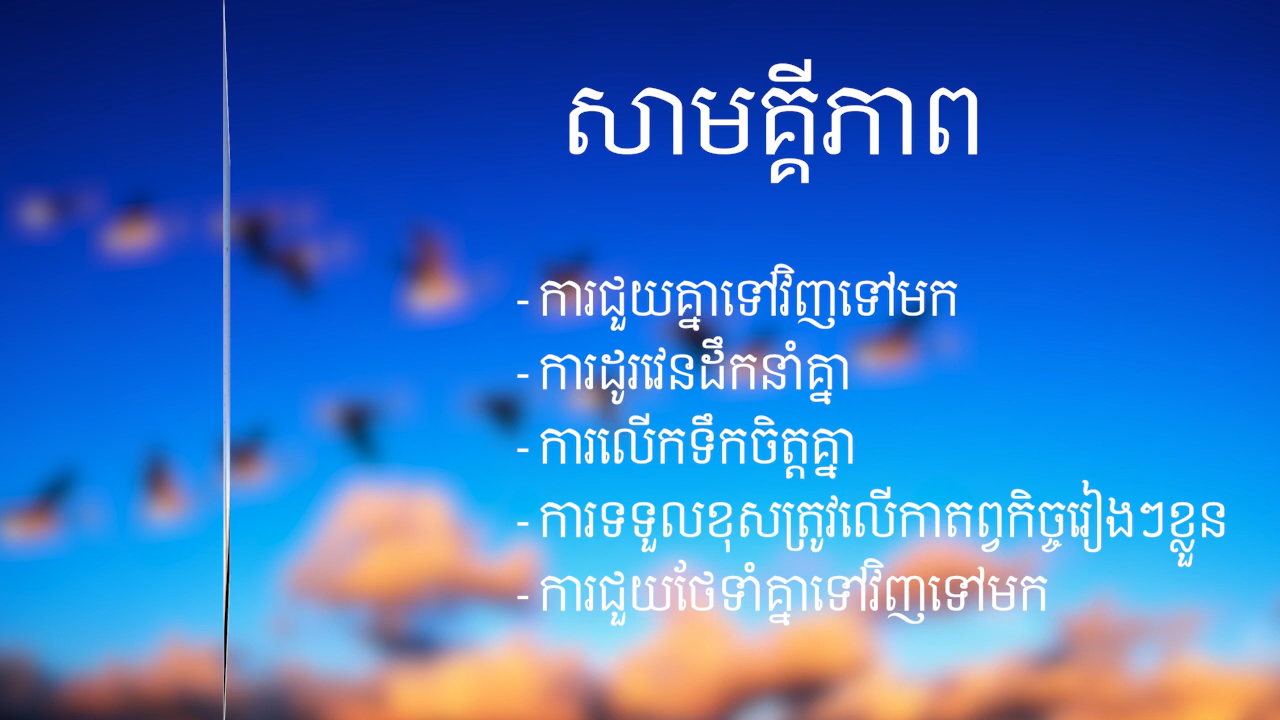 សាមគ្គីភាព
- ការជួយគ្នាទៅវិញទៅមក
- ការដូរវេនដឹកនាំគ្នា
- ការលើកទឹកចិត្តគ្នា
- ការទទួលខុសត្រូវលើកាតព្វកិច្ចរៀងៗខ្លួន
- ការជួយថែទាំគ្នាទៅវិញទៅមក